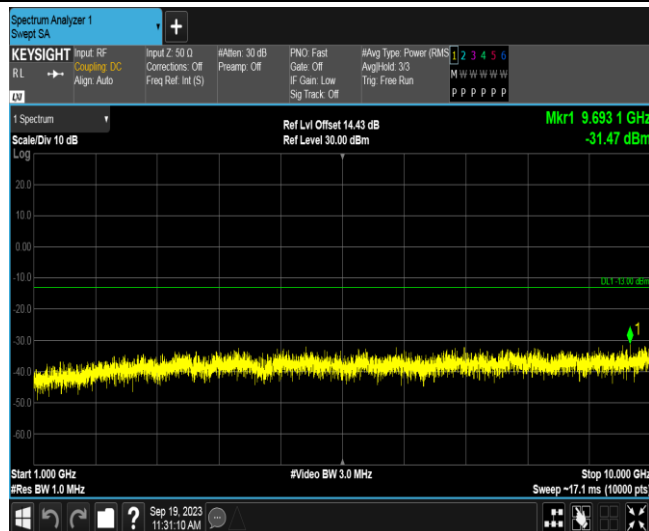 Spectrum Analyzer 1
Swept SA
KEYSIGHT
RL
Input: RF
Coupling: DC
Align: Auto
Input Z: 50 Ω
Corrections: Off
Freq Ref: Int (S)
#Atten: 30 dB
Preamp: Off
PNO: Fast
Gate: Off
IF Gain: Low
Sig Track: Off
#Avg Type: Power (RMS
Avg|Hold: 3/3
Trig: Free Run
1 2 3 4 5 6
M W W W W W
P P P P P P
1 Spectrum
Scale/Div 10 dB
Log
Ref Lvl Offset 14.43 dB
Ref Level 30.00 dBm
Mkr1 9.693 1 GHz
-31.47 dBm
20.0
10.0
0.00
-10.0
DL1 -13.00 dBm
-20.0
-30.0
1
-40.0
-50.0
-60.0
Start 1.000 GHz
#Video BW 3.0 MHz
Stop 10.000 GHz
#Res BW 1.0 MHz
Sweep ~17.1 ms (10000 pts)
?
Sep 19, 2023
11:31:10 AM